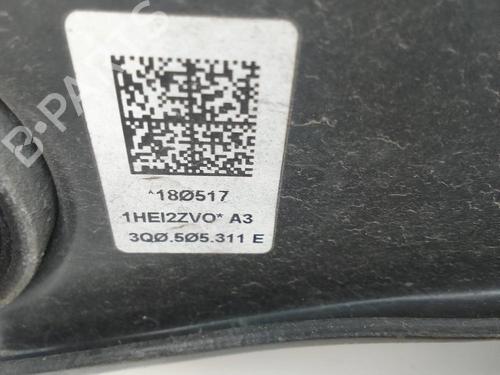 B-PARTS
^18Ø517
1HEI2ZVO* A3
3QØ.5Ø5.311 E